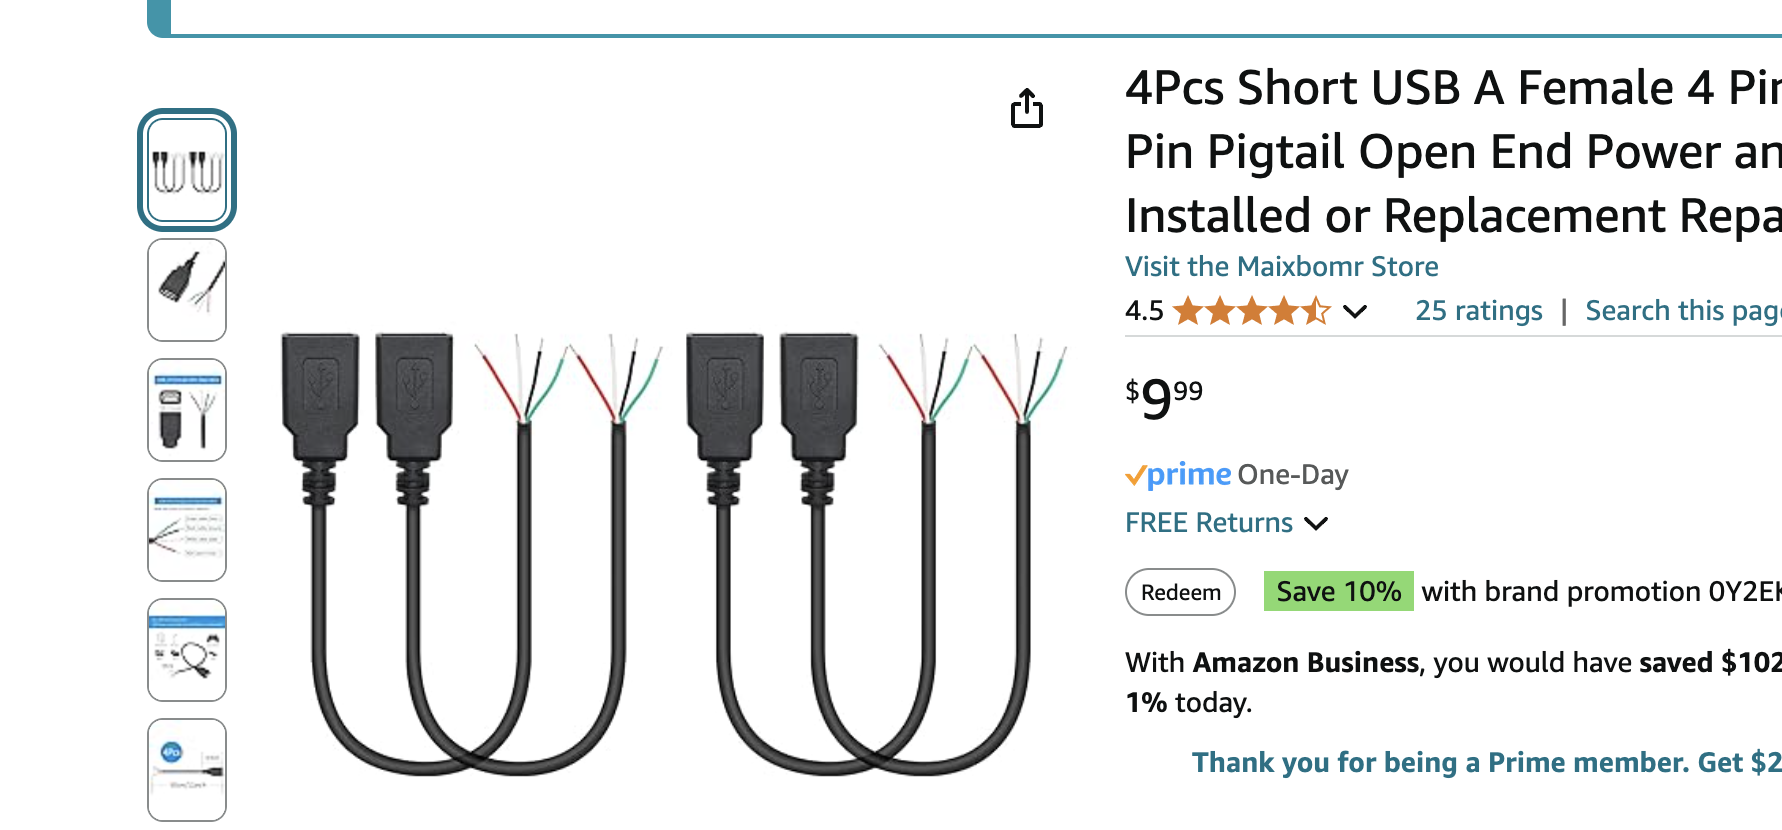 4Pcs Short USB A Female 4 Pin
Pin Pigtail Open End Power an
Installed or Replacement Repa
Visit the Maixbomr Store
4.5 25 ratings | Search this page
$9.99
prime One-Day
FREE Returns
Redeem Save 10% with brand promotion 0Y2EK
With Amazon Business, you would have saved $102
1% today.
Thank you for being a Prime member. Get $2
4Pcs